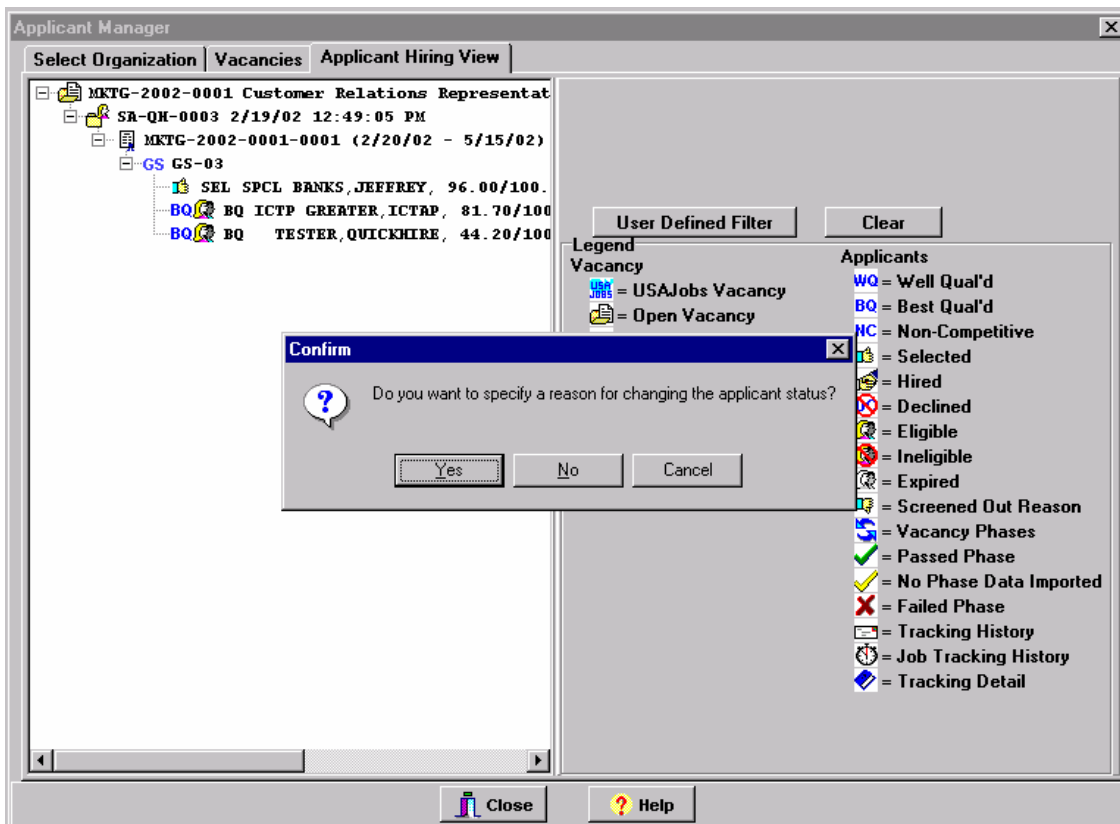 Applicant Manager
Select Organization
Vacancies
Applicant Hiring View
MKTG-2002-0001 Customer Relations Representat
SA-QH-0003 2/19/02 12:49:05 PM
MKTG-2002-0001-0001 (2/20/02 - 5/15/02)
GS GS-03
SEL SPCL BANKS,JEFFREY, 96.00/100.
BQ BQ ICTP GREATER,ICTAP, 81.70/100
BQ BQ TESTER,QUICKHIRE, 44.20/100
User Defined Filter
Clear
Legend
Vacancy
USA JOBS = USAJobs Vacancy
= Open Vacancy
Applicants
WQ = Well Qual'd
BQ = Best Qual'd
NC = Non-Competitive
= Selected
= Hired
= Declined
= Eligible
= Ineligible
= Expired
= Screened Out Reason
= Vacancy Phases
= Passed Phase
= No Phase Data Imported
= Failed Phase
= Tracking History
= Job Tracking History
= Tracking Detail
Confirm
Do you want to specify a reason for changing the applicant status?
Yes
No
Cancel
Close
Help